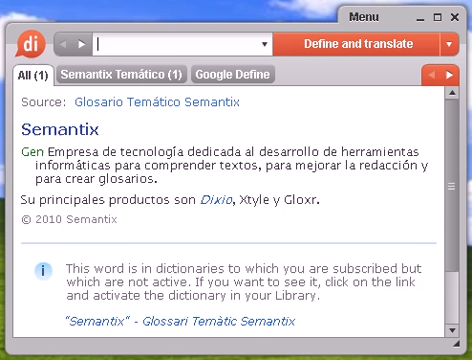 Menu
di
Define and translate
All (1) Semantix Temático (1) Google Define
Source: Glosario Temático Semantix
Semantix
Gen Empresa de tecnología dedicada al desarrollo de herramientas
informáticas para comprender textos, para mejorar la redacción y
para crear glosarios.
Su principales producto son Dixio, Xtyle y Gloxr.
© 2010 Semantix
i
This word is in dictionaries to which you are subscribed but
which are not active. If you want to see it, click on the link
and activate the dictionary in your Library.
"Semantix" - Glossari Temàtic Semantix